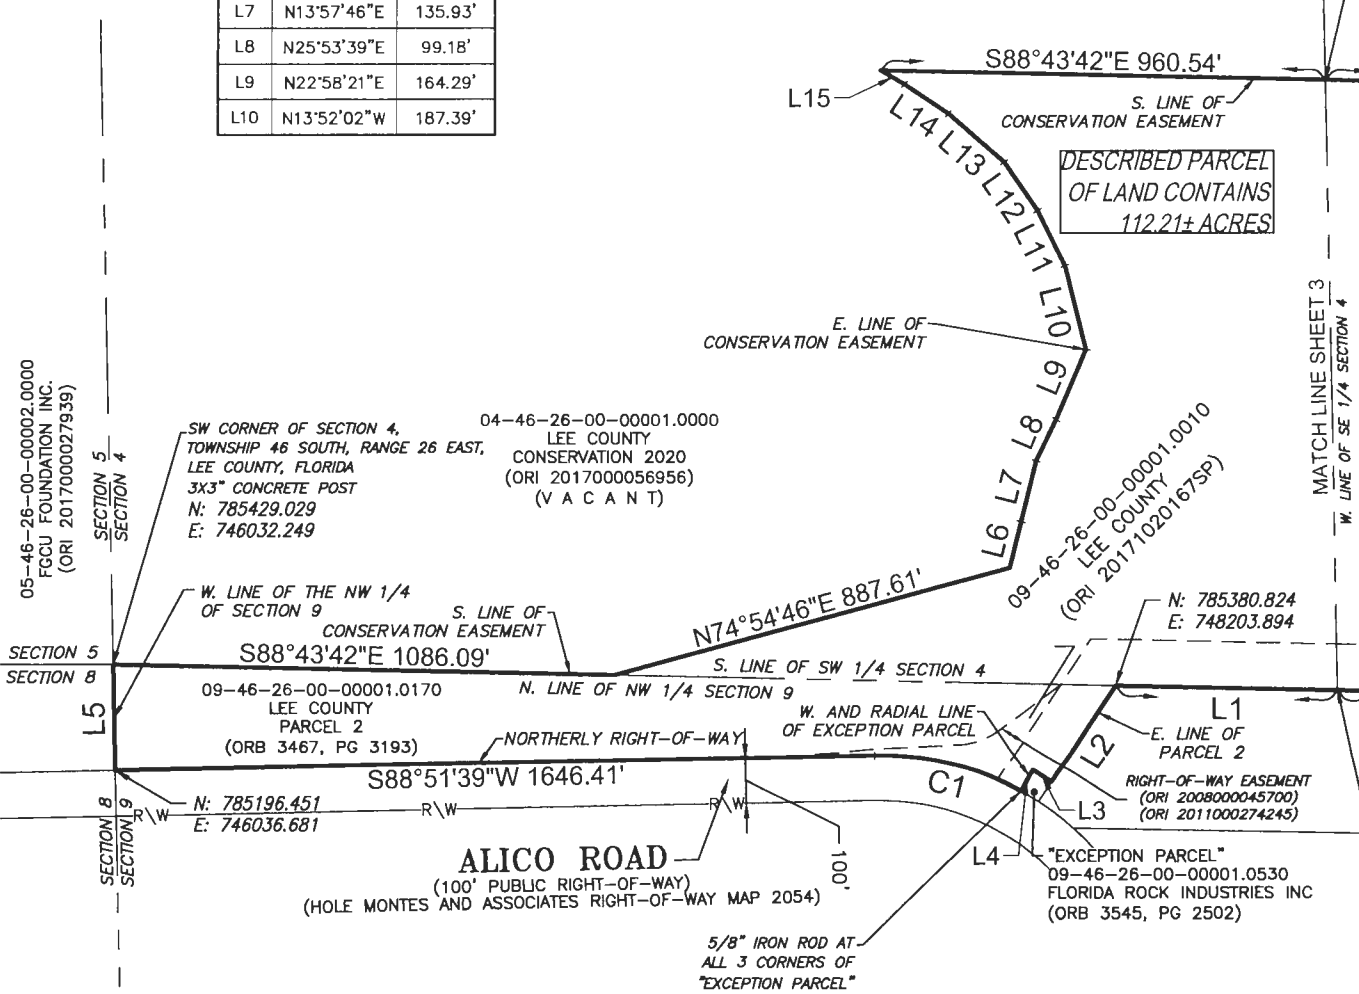 L7 N13°57'46"E 135.93'
L8 N25°53'39"E 99.18'
L9 N22°58'21"E 164.29'
L10 N13°52'02"W 187.39'
S88°43'42"E 960.54'
L15
S. LINE OF
CONSERVATION EASEMENT
L14
L13
L12
L11
L10
L9
L8
L7
L6
DESCRIBED PARCEL
OF LAND CONTAINS
112.21± ACRES
MATCH LINE SHEET 3
W. LINE OF SE 1/4 SECTION 4
E. LINE OF
CONSERVATION EASEMENT
05-46-26-00-00002.0000
FGCU FOUNDATION INC.
(ORI 2017000027939)
SECTION 5
SECTION 4
SW CORNER OF SECTION 4,
TOWNSHIP 46 SOUTH, RANGE 26 EAST,
LEE COUNTY, FLORIDA
3X3" CONCRETE POST
N: 785429.029
E: 746032.249
04-46-26-00-00001.0000
LEE COUNTY
CONSERVATION 2020
(ORI 2017000056956)
(V A C A N T)
09-46-26-00-00001.0010
LEE COUNTY
(ORI 20171020167SP)
W. LINE OF THE NW 1/4
OF SECTION 9
S. LINE OF
CONSERVATION EASEMENT
N74°54'46"E 887.61'
N: 785380.824
E: 748203.894
SECTION 5
SECTION 8
S88°43'42"E 1086.09'
S. LINE OF SW 1/4 SECTION 4
N. LINE OF NW 1/4 SECTION 9
09-46-26-00-00001.0170
LEE COUNTY
PARCEL 2
(ORB 3467, PG 3193)
L5
W. AND RADIAL LINE
OF EXCEPTION PARCEL
L1
L2
E. LINE OF
PARCEL 2
NORTHERLY RIGHT-OF-WAY
S88°51'39"W 1646.41'
C1
RIGHT-OF-WAY EASEMENT
(ORI 2008000045700)
(ORI 2011000274245)
L3
L4
N: 785196.451
E: 746036.681
SECTION 8
SECTION 9
R\W
R\W
R\W
100'
ALICO ROAD
(100' PUBLIC RIGHT-OF-WAY)
(HOLE MONTES AND ASSOCIATES RIGHT-OF-WAY MAP 2054)
"EXCEPTION PARCEL"
09-46-26-00-00001.0530
FLORIDA ROCK INDUSTRIES INC
(ORB 3545, PG 2502)
5/8" IRON ROD AT
ALL 3 CORNERS OF
"EXCEPTION PARCEL"